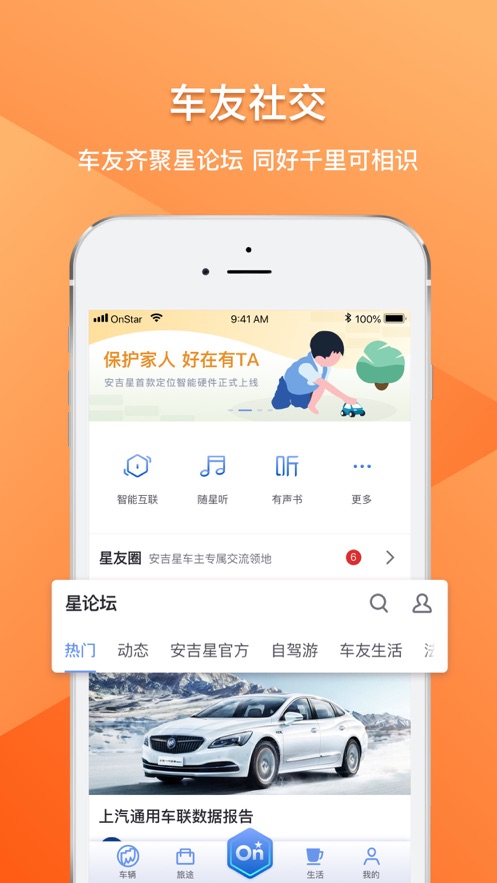 车友社交
车友齐聚星论坛 同好千里可相识
OnStar 9:41 AM 100%
保护家人 好在有TA
安吉星首款定位智能硬件正式上线
听
智能互联 随星听 有声书 更多
星友圈 安吉星车主专属交流领地 6
星论坛
热门 动态 安吉星官方 自驾游 车友生活
上汽通用车联数据报告
On
车辆 旅途 生活 我的